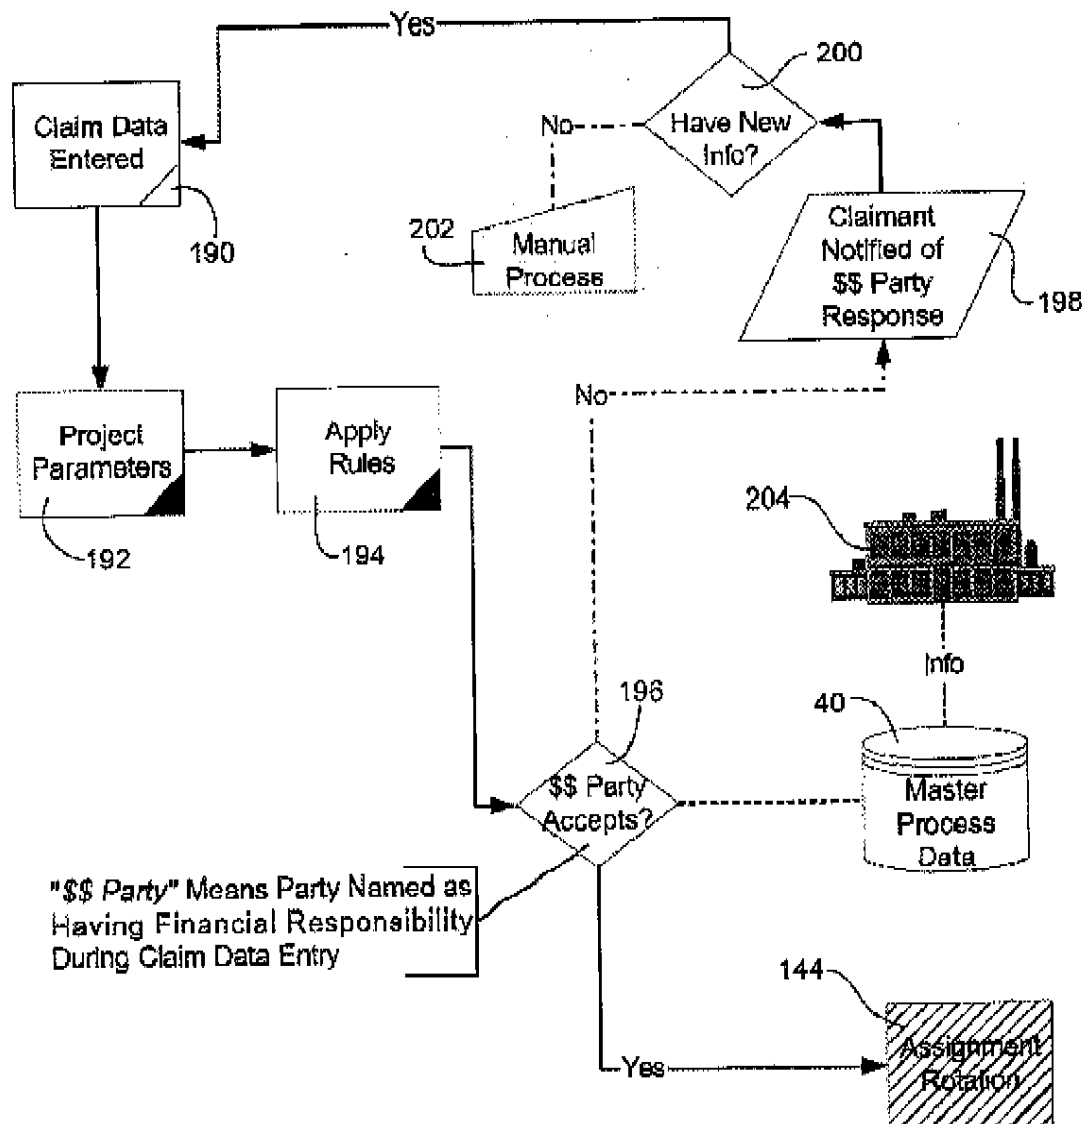 Yes
200
Claim Data
Entered
190
No
Have New
Info?
202
Manual
Process
Claimant
Notified of
$$ Party
Response
198
Project
Parameters
192
Apply
Rules
194
No
204
Info
196
40
$$ Party
Accepts?
Master
Process
Data
"$$ Party" Means Party Named as
Having Financial Responsibility
During Claim Data Entry
144
Yes
Assignment
Rotation